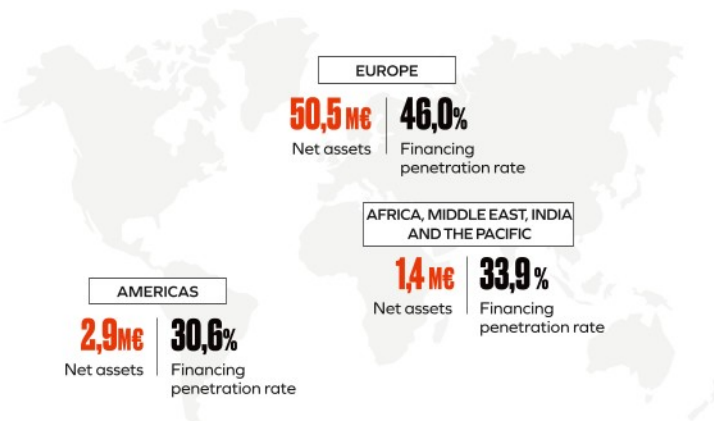 EUROPE
50,5 M€ 46,0%
Net assets Financing
penetration rate
AFRICA, MIDDLE EAST, INDIA
AND THE PACIFIC
1,4 M€ 33,9%
Net assets Financing
penetration rate
AMERICAS
2,9M€ 30,6%
Net assets Financing
penetration rate